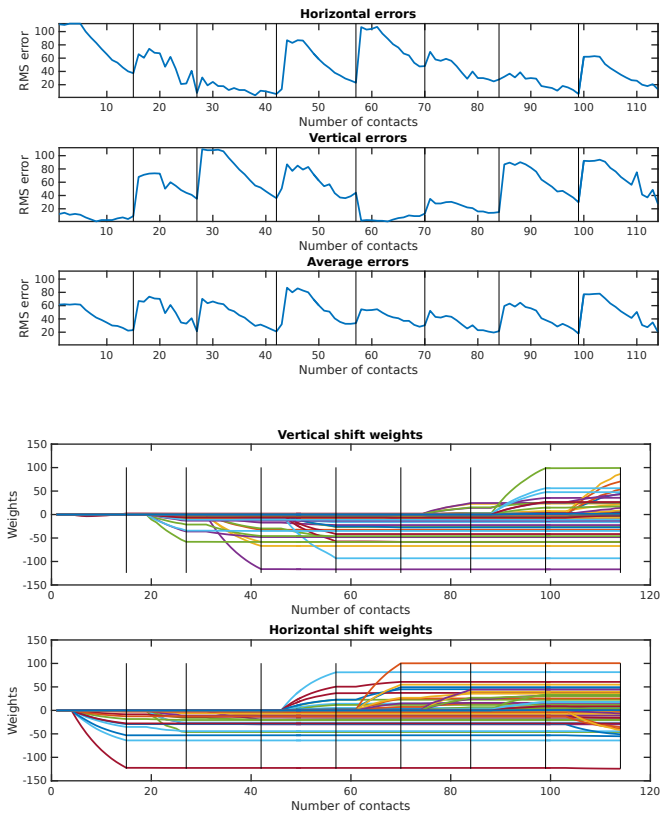 Horizontal errors
100
80
60
40
20
RMS error
10 20 30 40 50 60 70 80 90 100 110
Number of contacts
Vertical errors
100
80
60
40
20
RMS error
10 20 30 40 50 60 70 80 90 100 110
Number of contacts
Average errors
100
80
60
40
20
RMS error
10 20 30 40 50 60 70 80 90 100 110
Number of contacts
Vertical shift weights
150
100
50
0
-50
-100
-150
Weights
0 20 40 60 80 100 120
Number of contacts
Horizontal shift weights
150
100
50
0
-50
-100
-150
Weights
0 20 40 60 80 100 120
Number of contacts